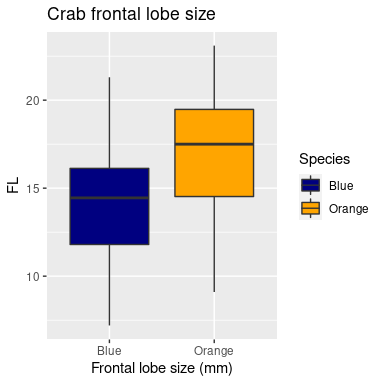 Crab frontal lobe size
20
15
10
FL
Blue
Orange
Frontal lobe size (mm)
Species
Blue
Orange